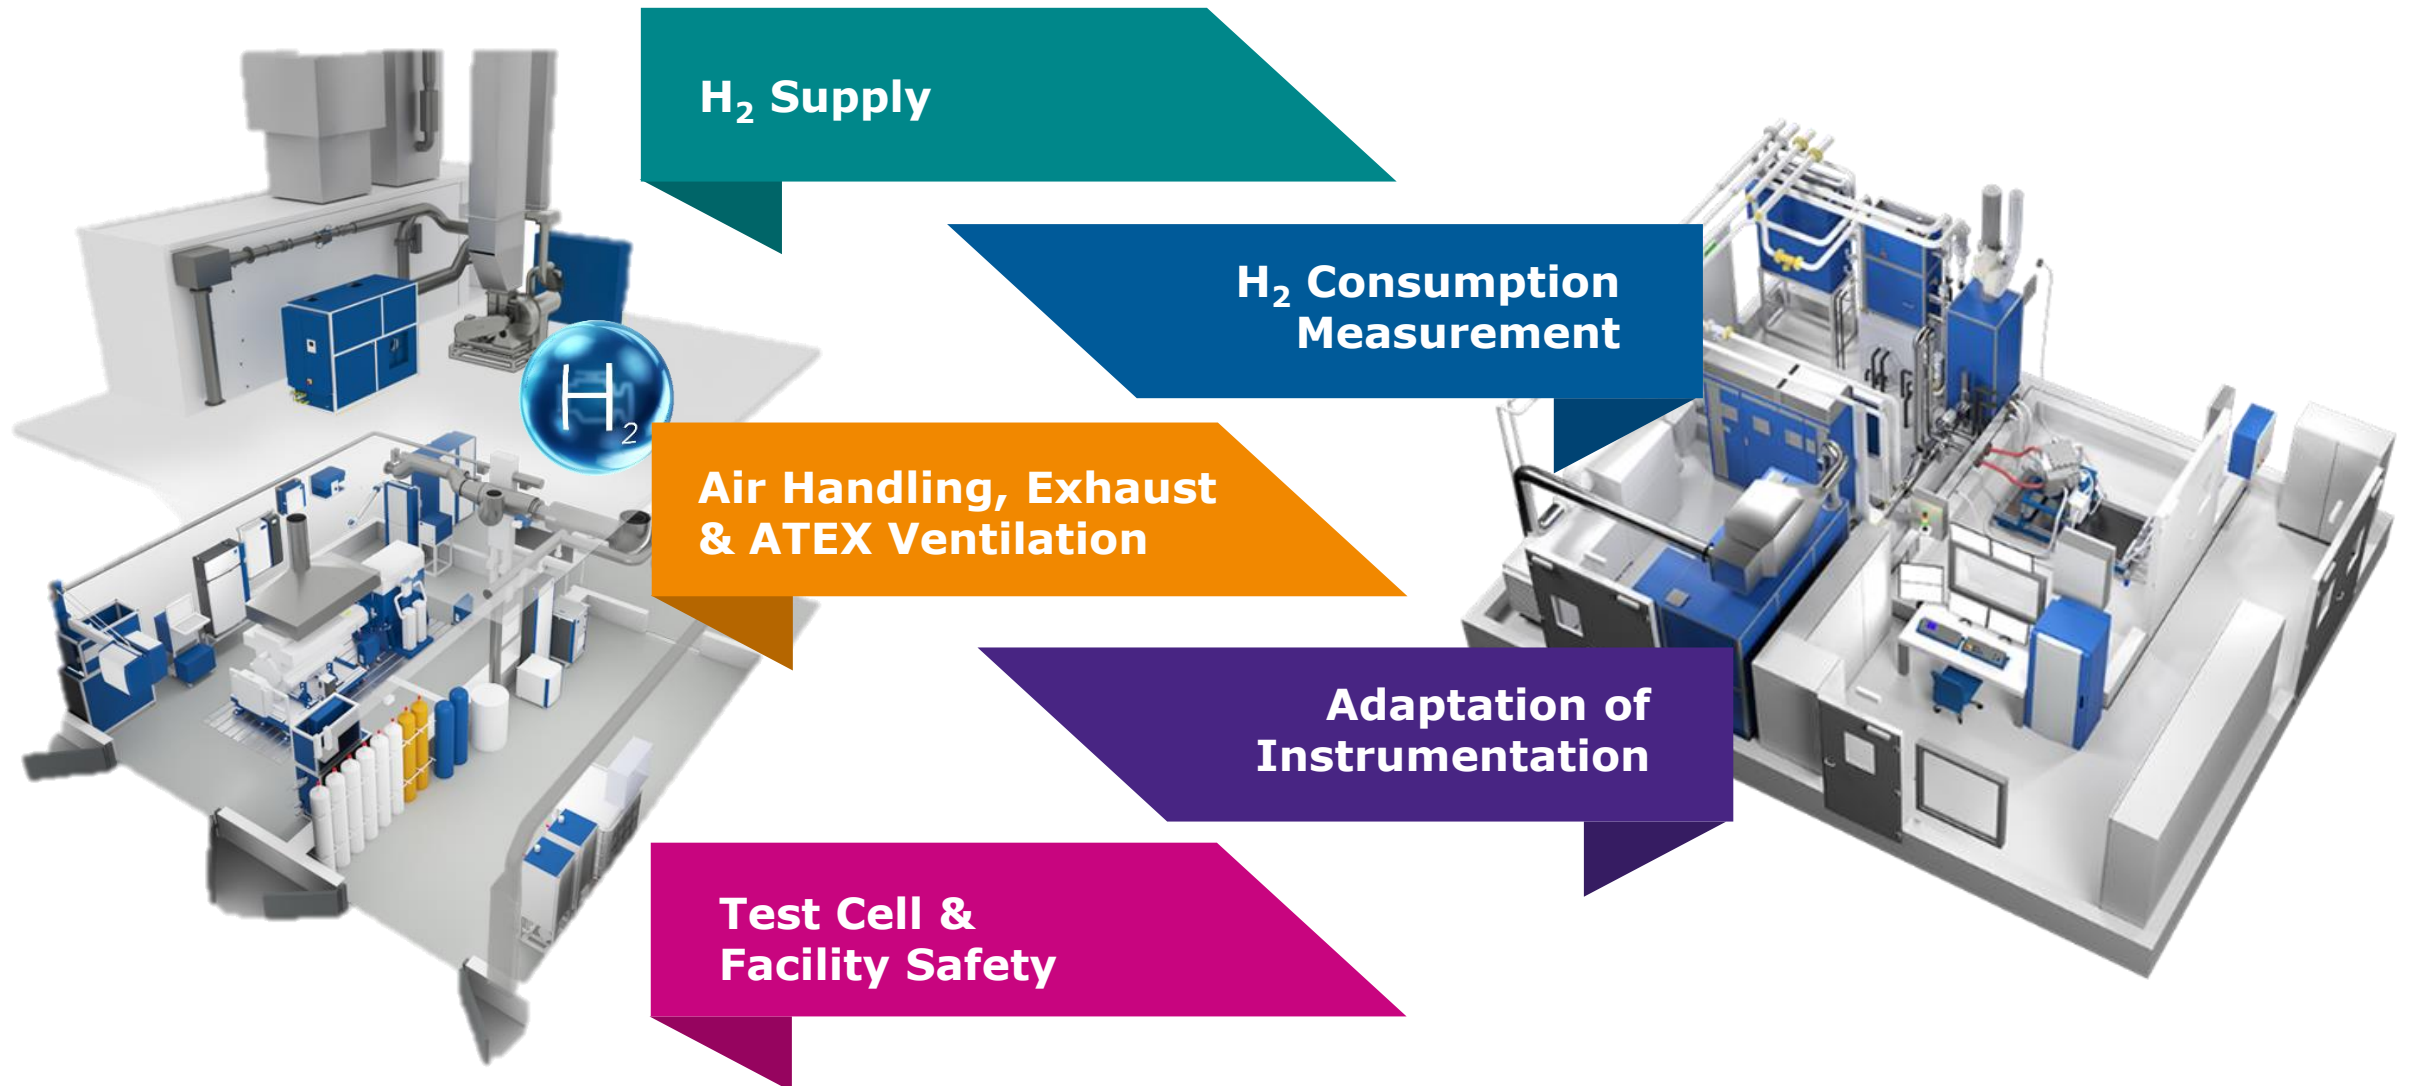 H₂ Supply
H₂ Consumption
Measurement
H₂
Air Handling, Exhaust
& ATEX Ventilation
Adaptation of
Instrumentation
Test Cell &
Facility Safety